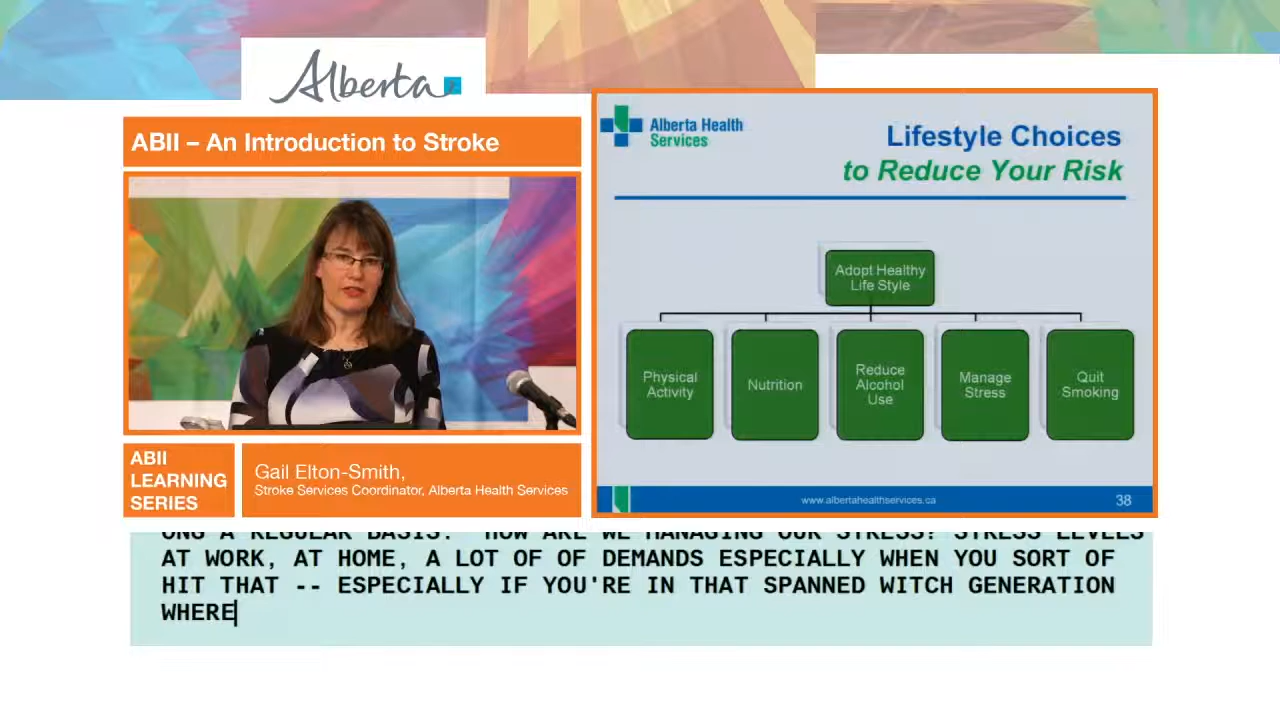 Alberta
ABII – An Introduction to Stroke
Alberta Health
Services
Lifestyle Choices
to Reduce Your Risk
Adopt Healthy
Life Style
Physical
Activity
Nutrition
Reduce
Alcohol
Use
Manage
Stress
Quit
Smoking
www.albertahealthservices.ca
38
ABII
LEARNING
SERIES
Gail Elton-Smith,
Stroke Services Coordinator, Alberta Health Services
ONG A REGULAR BASIS. HOW ARE WE MANAGING OUR STRESS? STRESS LEVELS
AT WORK, AT HOME, A LOT OF OF DEMANDS ESPECIALLY WHEN YOU SORT OF
HIT THAT -- ESPECIALLY IF YOU'RE IN THAT SPANNED WITCH GENERATION
WHERE